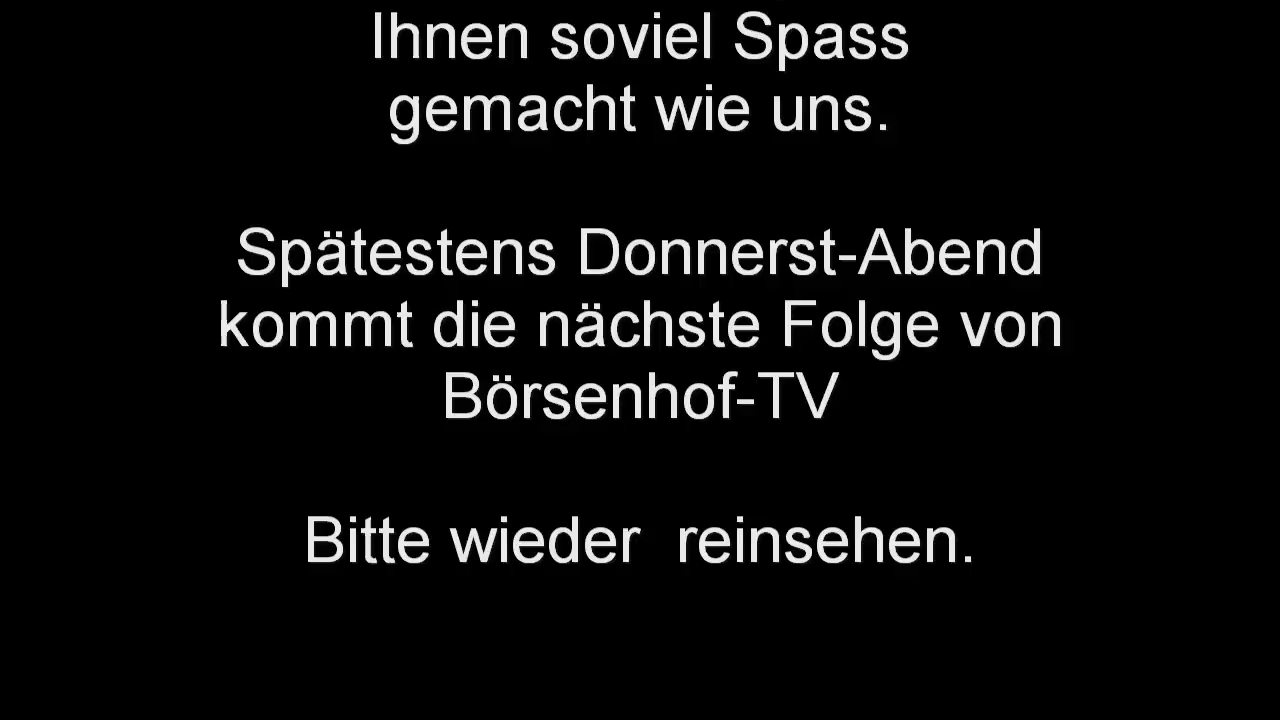 Ihnen soviel Spass
gemacht wie uns.
Spätestens Donnerst-Abend
kommt die nächste Folge von
Börsenhof-TV
Bitte wieder  reinsehen.